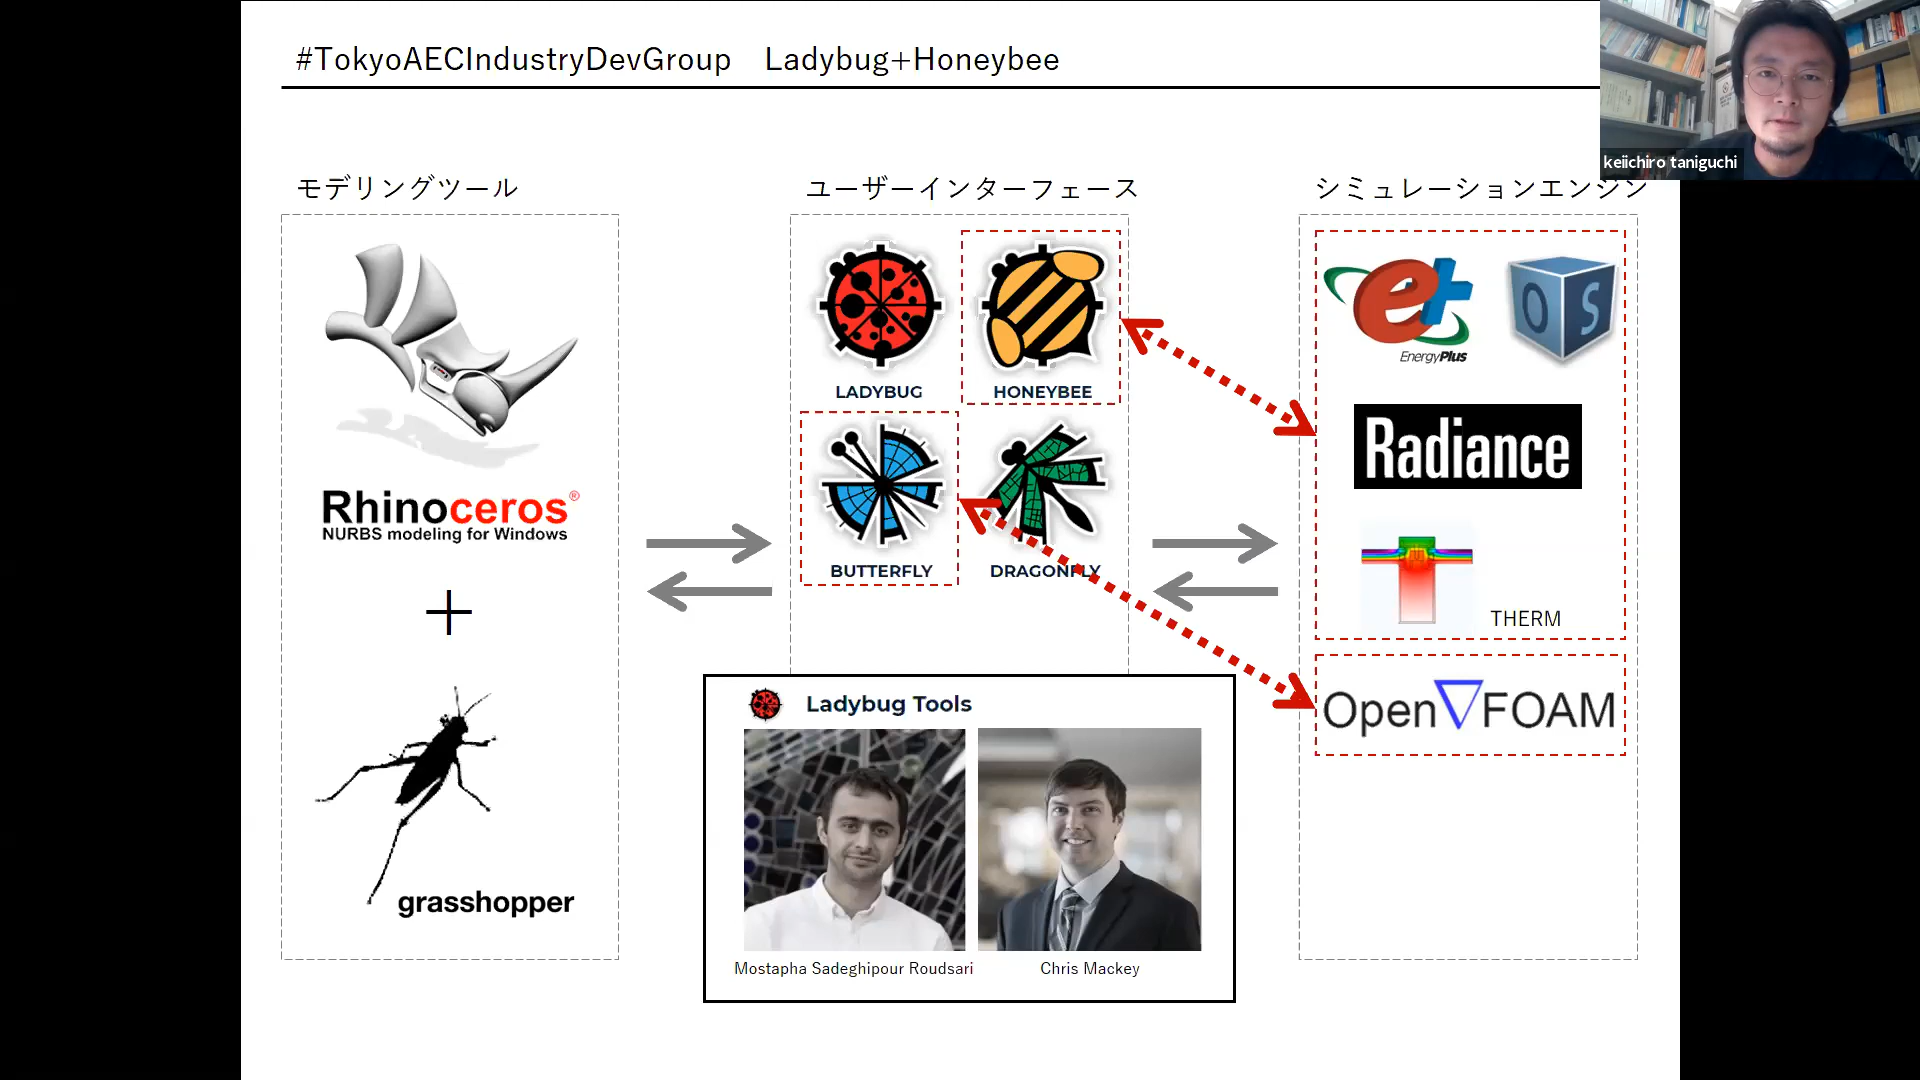 #TokyoAECIndustryDevGroup Ladybug+Honeybee
keiichiro taniguchi
モデリングツール
ユーザーインターフェース
シミュレーションエンジン
Rhinoceros®
NURBS modeling for Windows
+
grasshopper
LADYBUG
HONEYBEE
BUTTERFLY
DRAGONFLY
Ladybug Tools
Mostapha Sadeghipour Roudsari
Chris Mackey
e+
EnergyPlus
OS
Radiance
THERM
Open∇FOAM